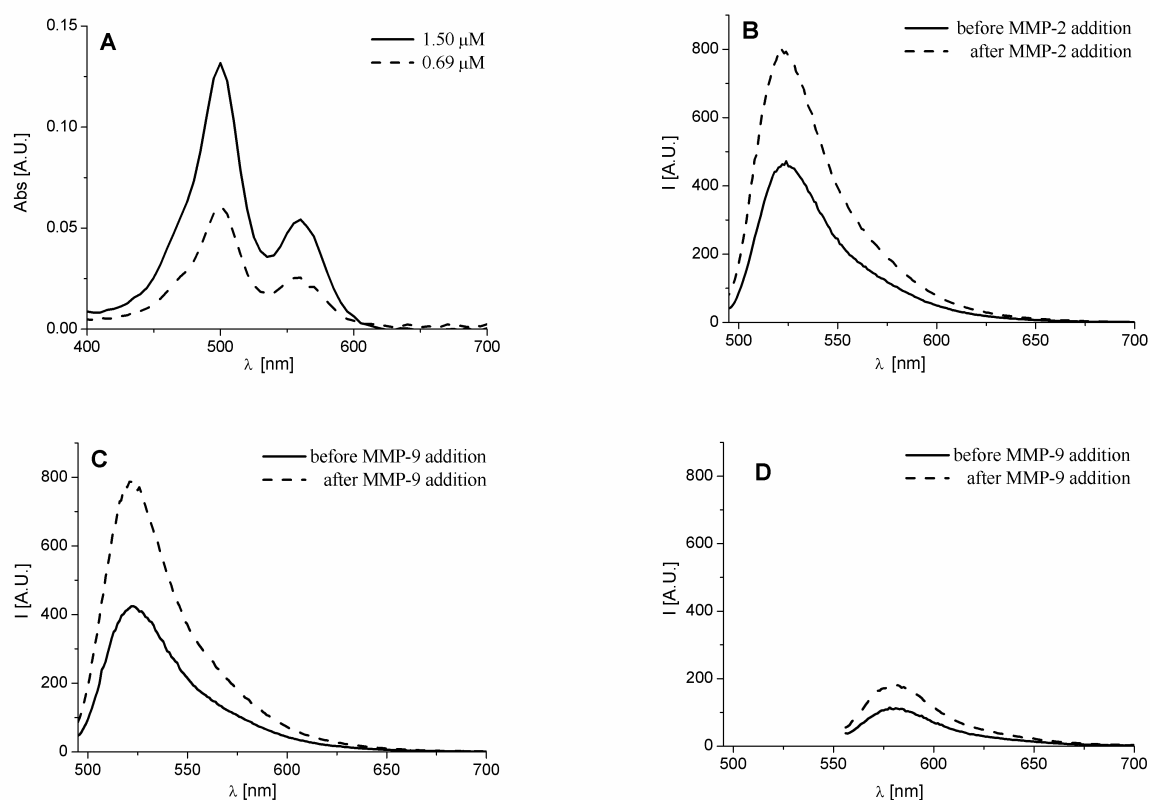 A
1.50 μM
0.69 μM
0.15
0.10
0.05
0.00
Abs [A.U.]
400
500
600
700
λ [nm]
B
before MMP-2 addition
after MMP-2 addition
800
600
400
200
0
I [A.U.]
500
550
600
650
700
λ [nm]
C
before MMP-9 addition
after MMP-9 addition
800
600
400
200
0
I [A.U.]
500
550
600
650
700
λ [nm]
D
before MMP-9 addition
after MMP-9 addition
800
600
400
200
0
I [A.U.]
500
550
600
650
700
λ [nm]